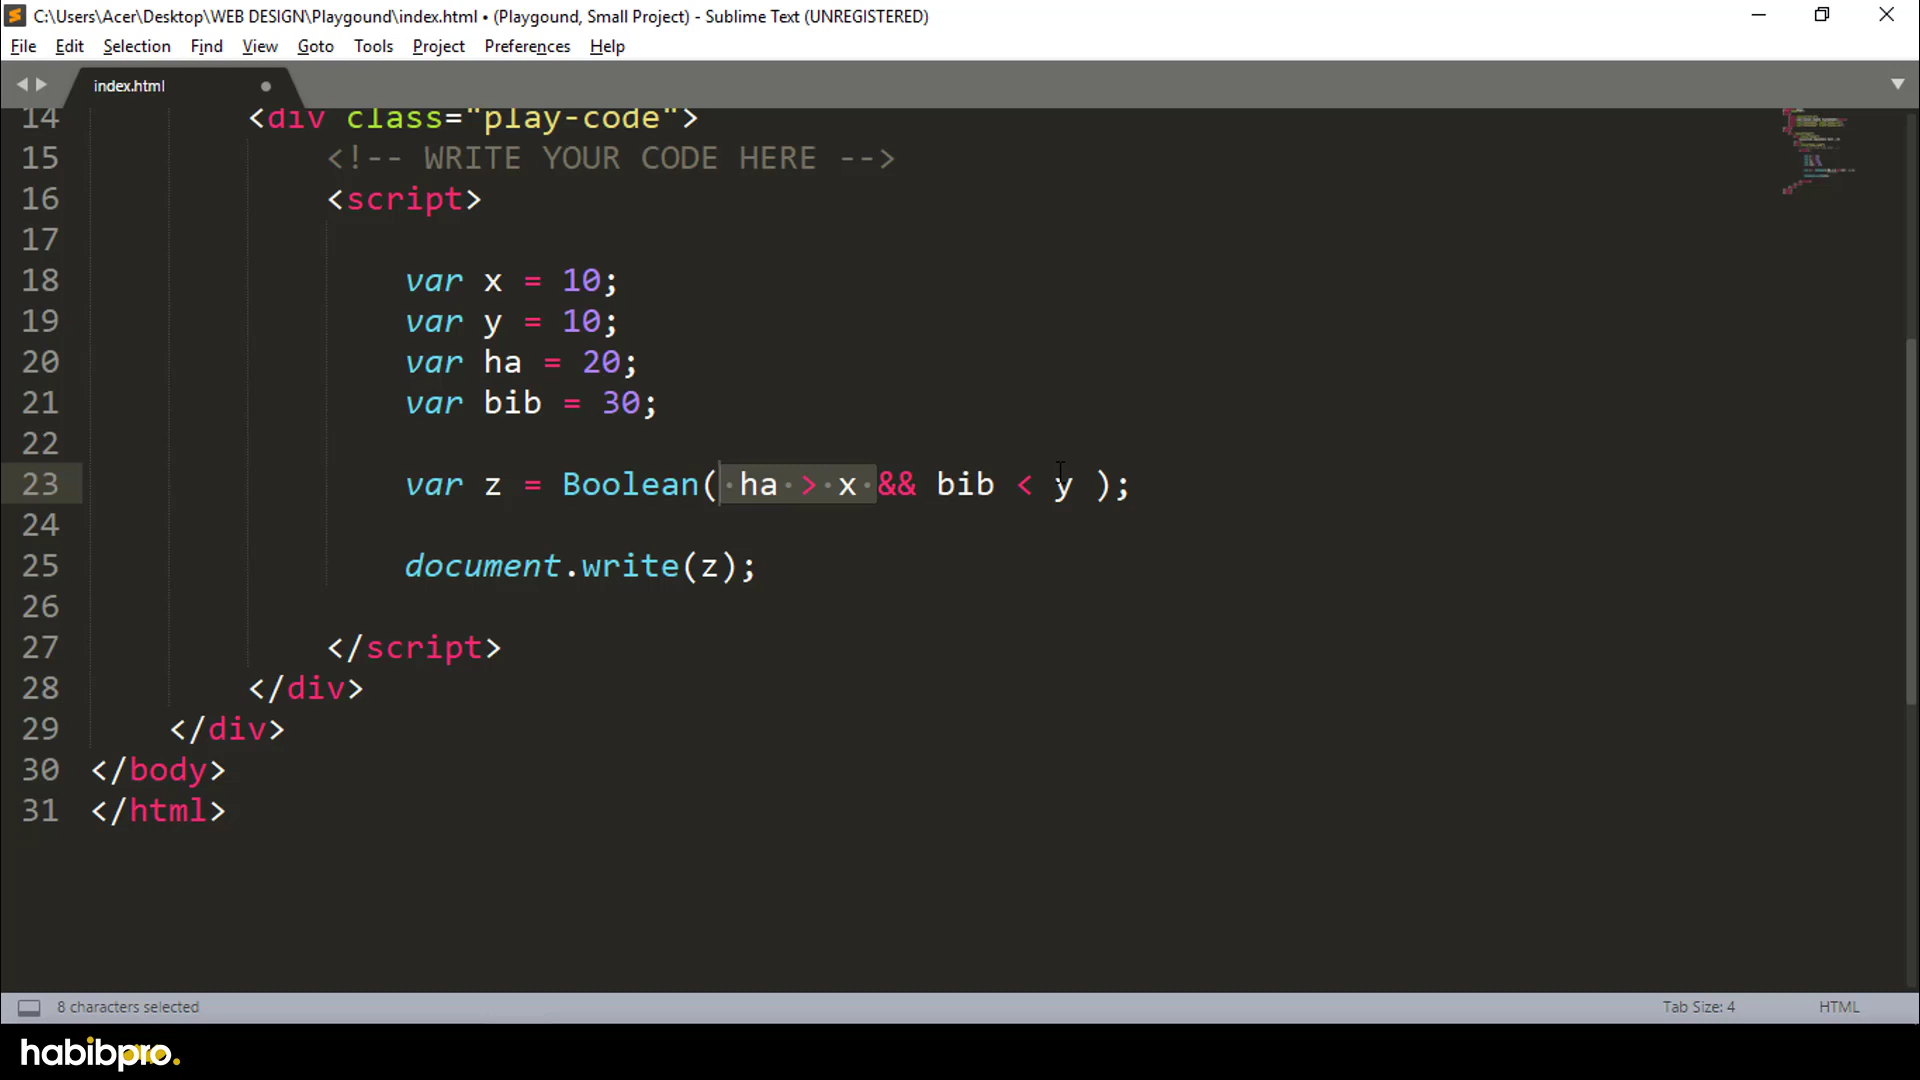 C:\Users\Acer\Desktop\WEB DESIGN\Playgound\index.html • (Playgound, Small Project) - Sublime Text (UNREGISTERED)
File Edit Selection Find View Goto Tools Project Preferences Help
index.html
14 <div class="play-code">
15 <!-- WRITE YOUR CODE HERE -->
16 <script>
17
18 var x = 10;
19 var y = 10;
20 var ha = 20;
21 var bib = 30;
22
23 var z = Boolean( ha > x && bib < y );
24
25 document.write(z);
26
27 </script>
28 </div>
29 </div>
30 </body>
31 </html>
8 characters selected Tab Size: 4 HTML
habibpro.